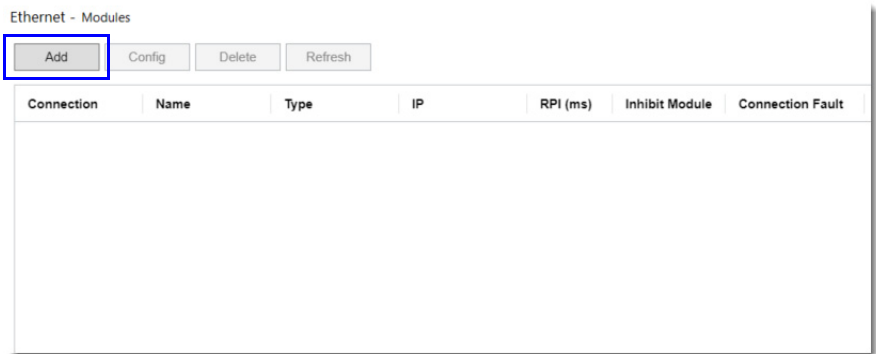 Ethernet - Modules
Add Config Delete Refresh
Connection Name Type IP RPI (ms) Inhibit Module Connection Fault